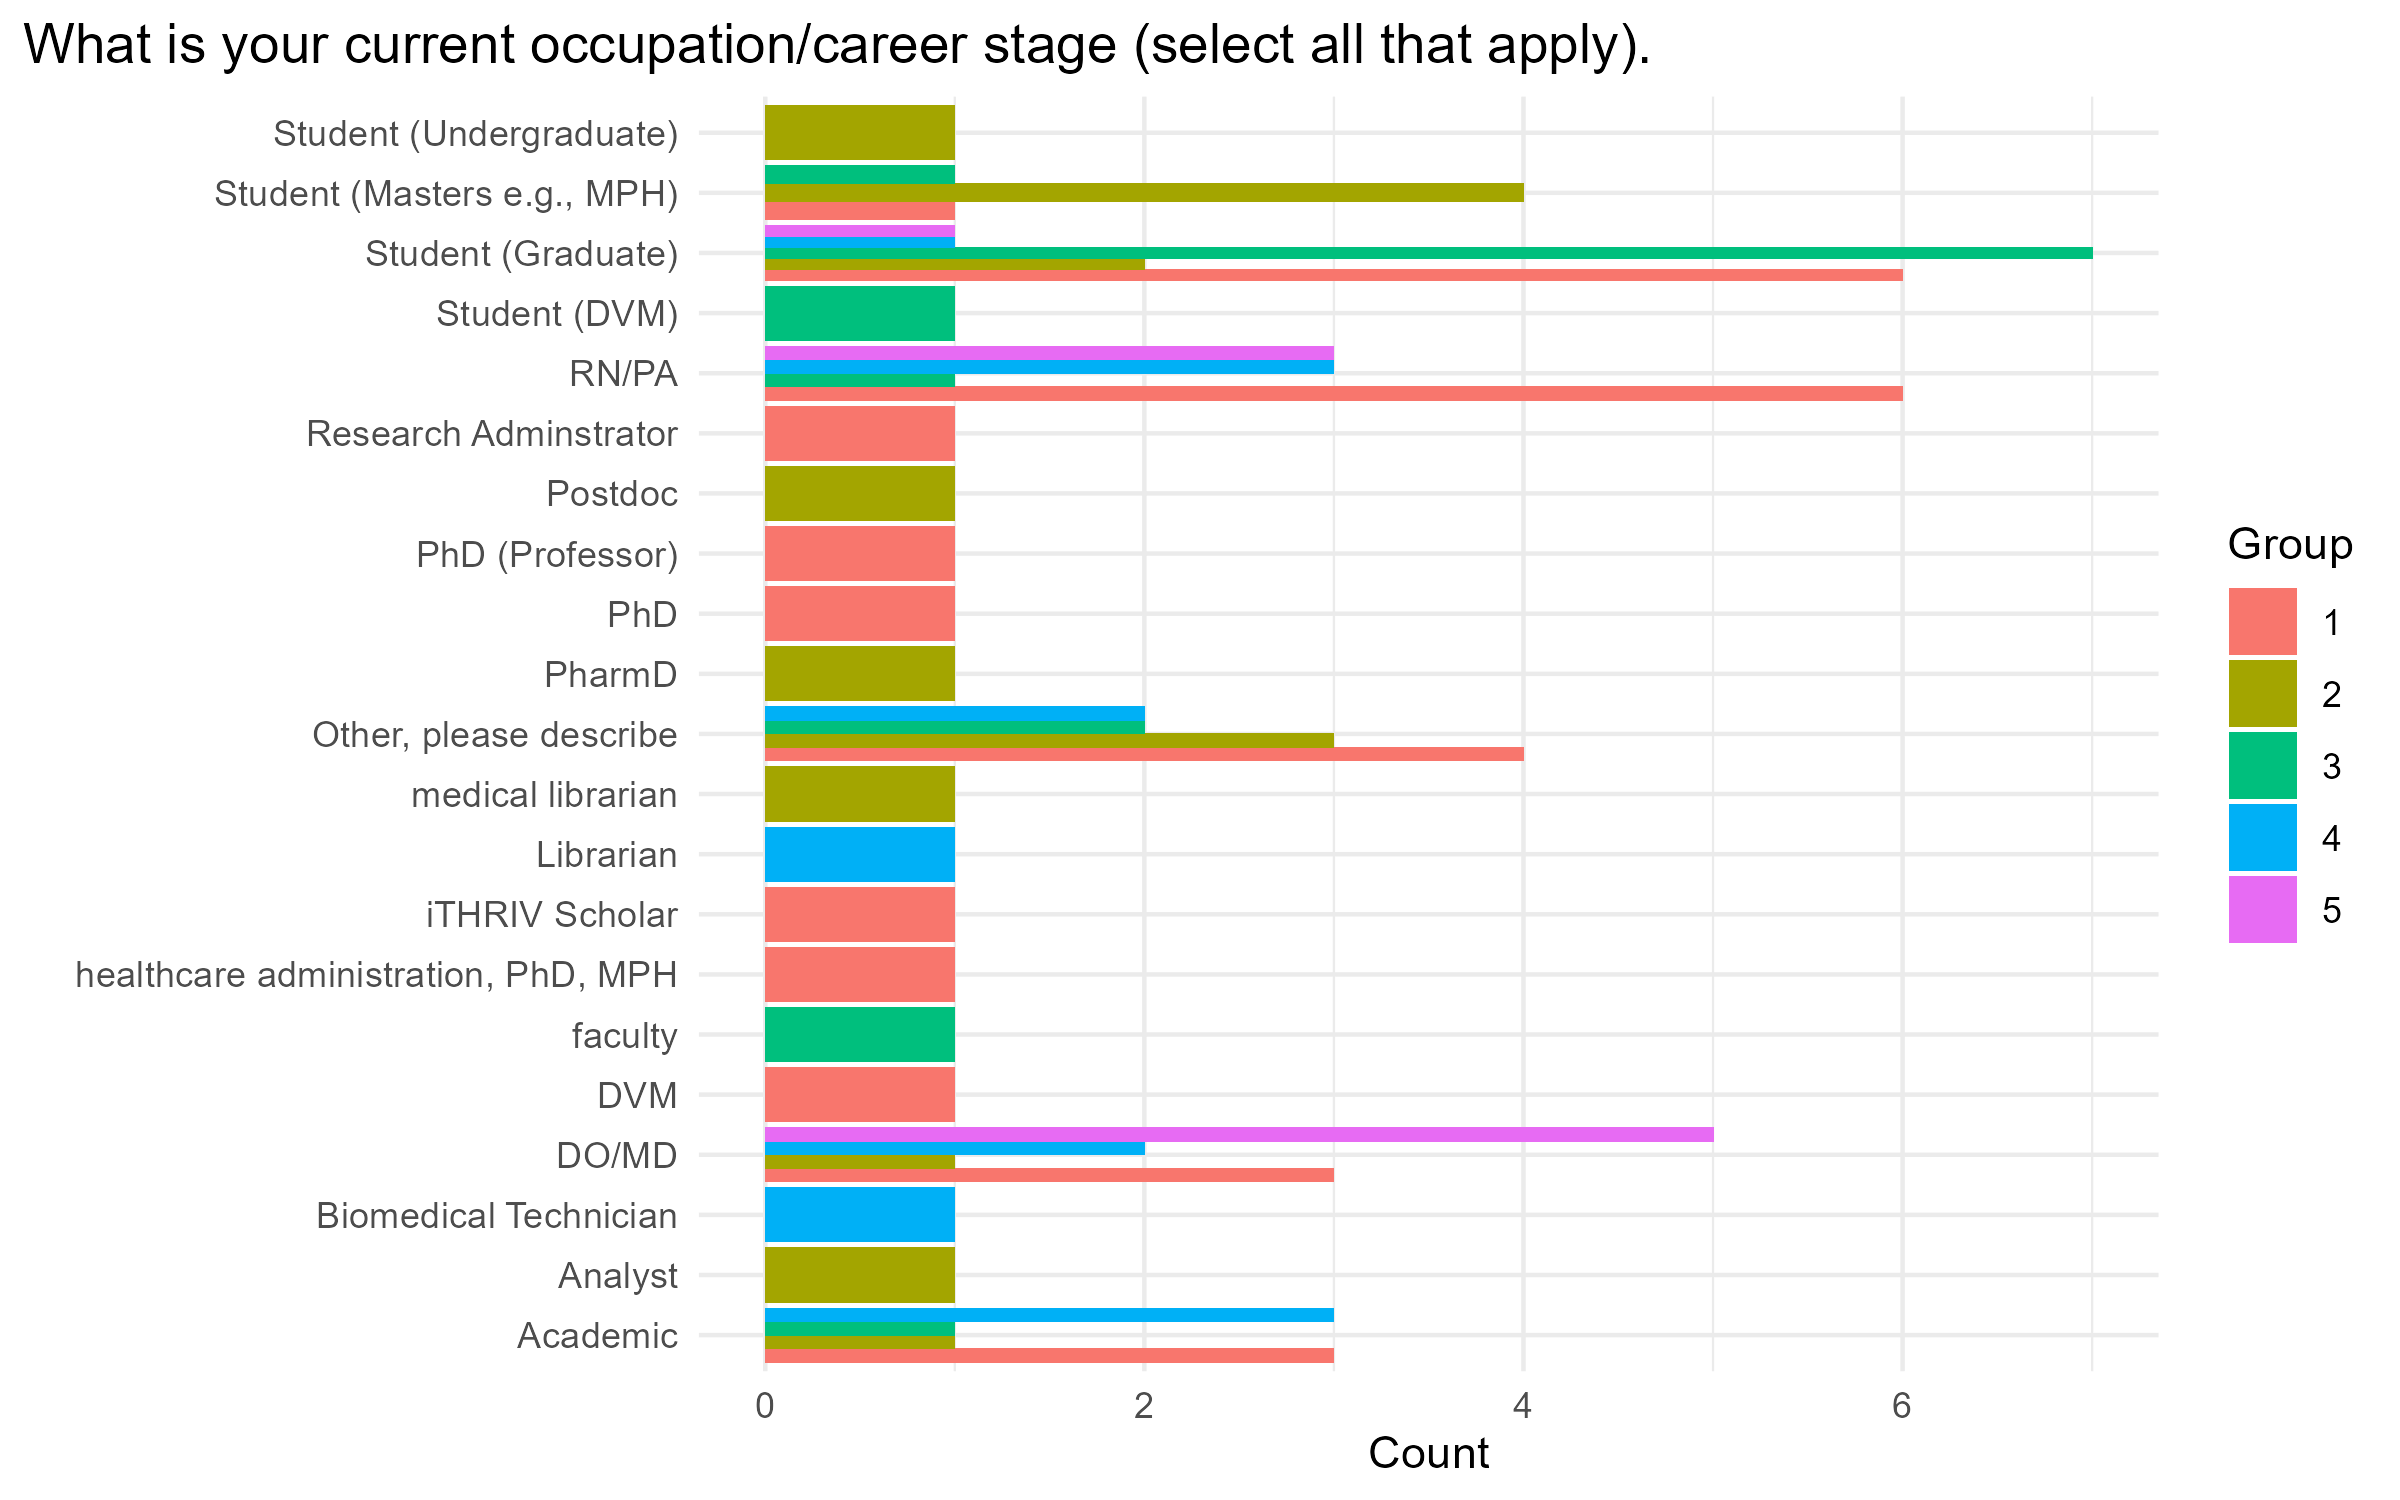 What is your current occupation/career stage (select all that apply).
Student (Undergraduate)
Student (Masters e.g., MPH)
Student (Graduate)
Student (DVM)
RN/PA
Research Adminstrator
Postdoc
PhD (Professor)
PhD
PharmD
Other, please describe
medical librarian
Librarian
iTHRIV Scholar
healthcare administration, PhD, MPH
faculty
DVM
DO/MD
Biomedical Technician
Analyst
Academic
0 2 4 6
Count
Group
1
2
3
4
5